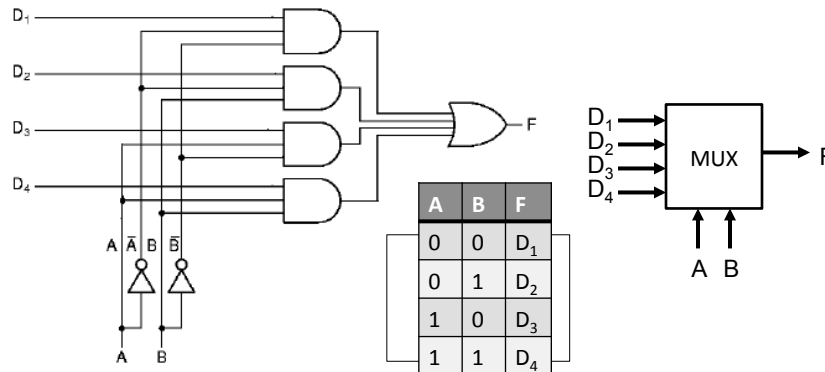 D₁
D₂
D₃
D₄
F
A A̅ B B̅
A B
A B F
0 0 D₁
0 1 D₂
1 0 D₃
1 1 D₄
D₁
D₂
D₃
D₄
MUX
F
A B